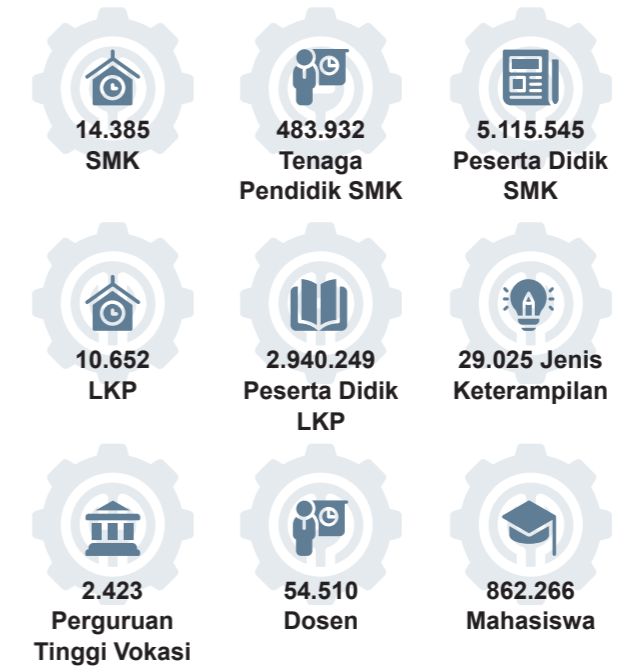 14.385
SMK
483.932
Tenaga
Pendidik SMK
5.115.545
Peserta Didik
SMK
10.652
LKP
2.940.249
Peserta Didik
LKP
29.025 Jenis
Keterampilan
2.423
Perguruan
Tinggi Vokasi
54.510
Dosen
862.266
Mahasiswa